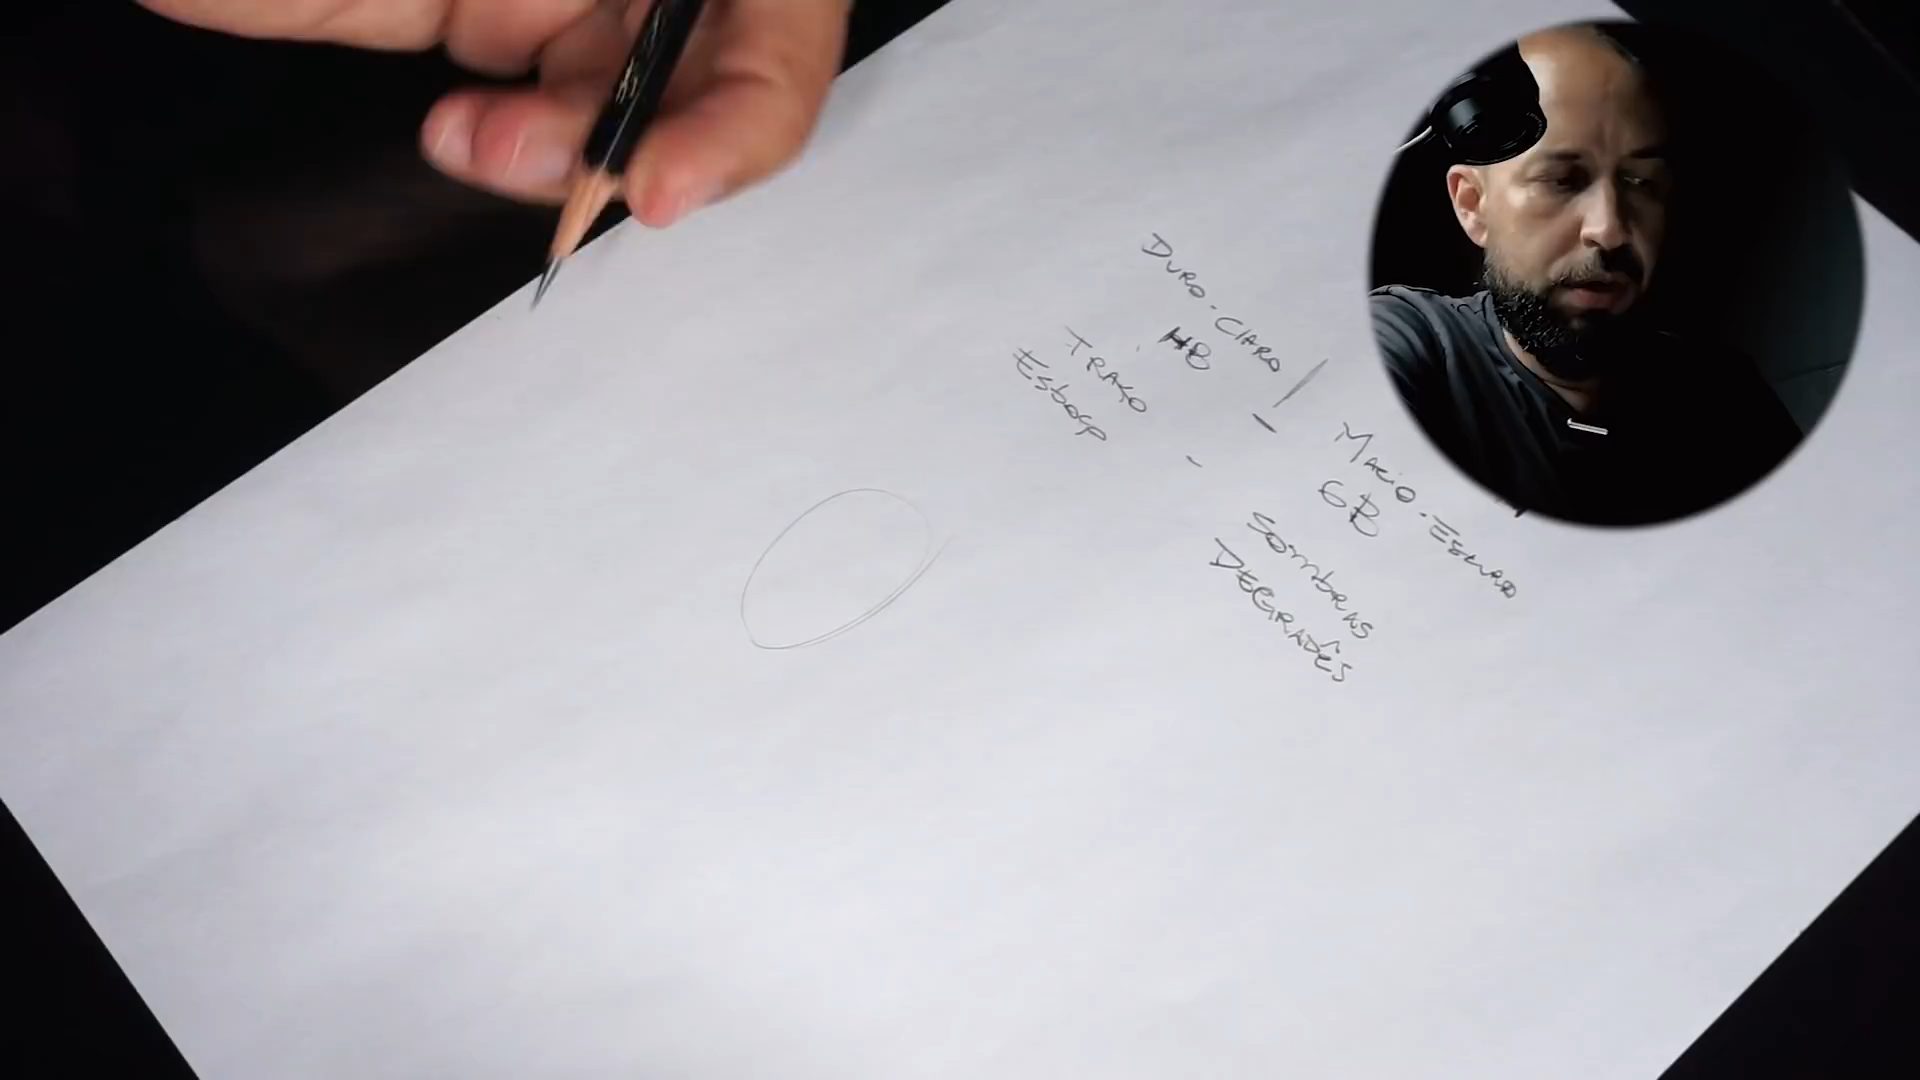 DURO - CLARO / MACIO - ESCURO
HB - 6B
TRAÇO - SOMBRAS
ESBOÇO DEGRADÊS